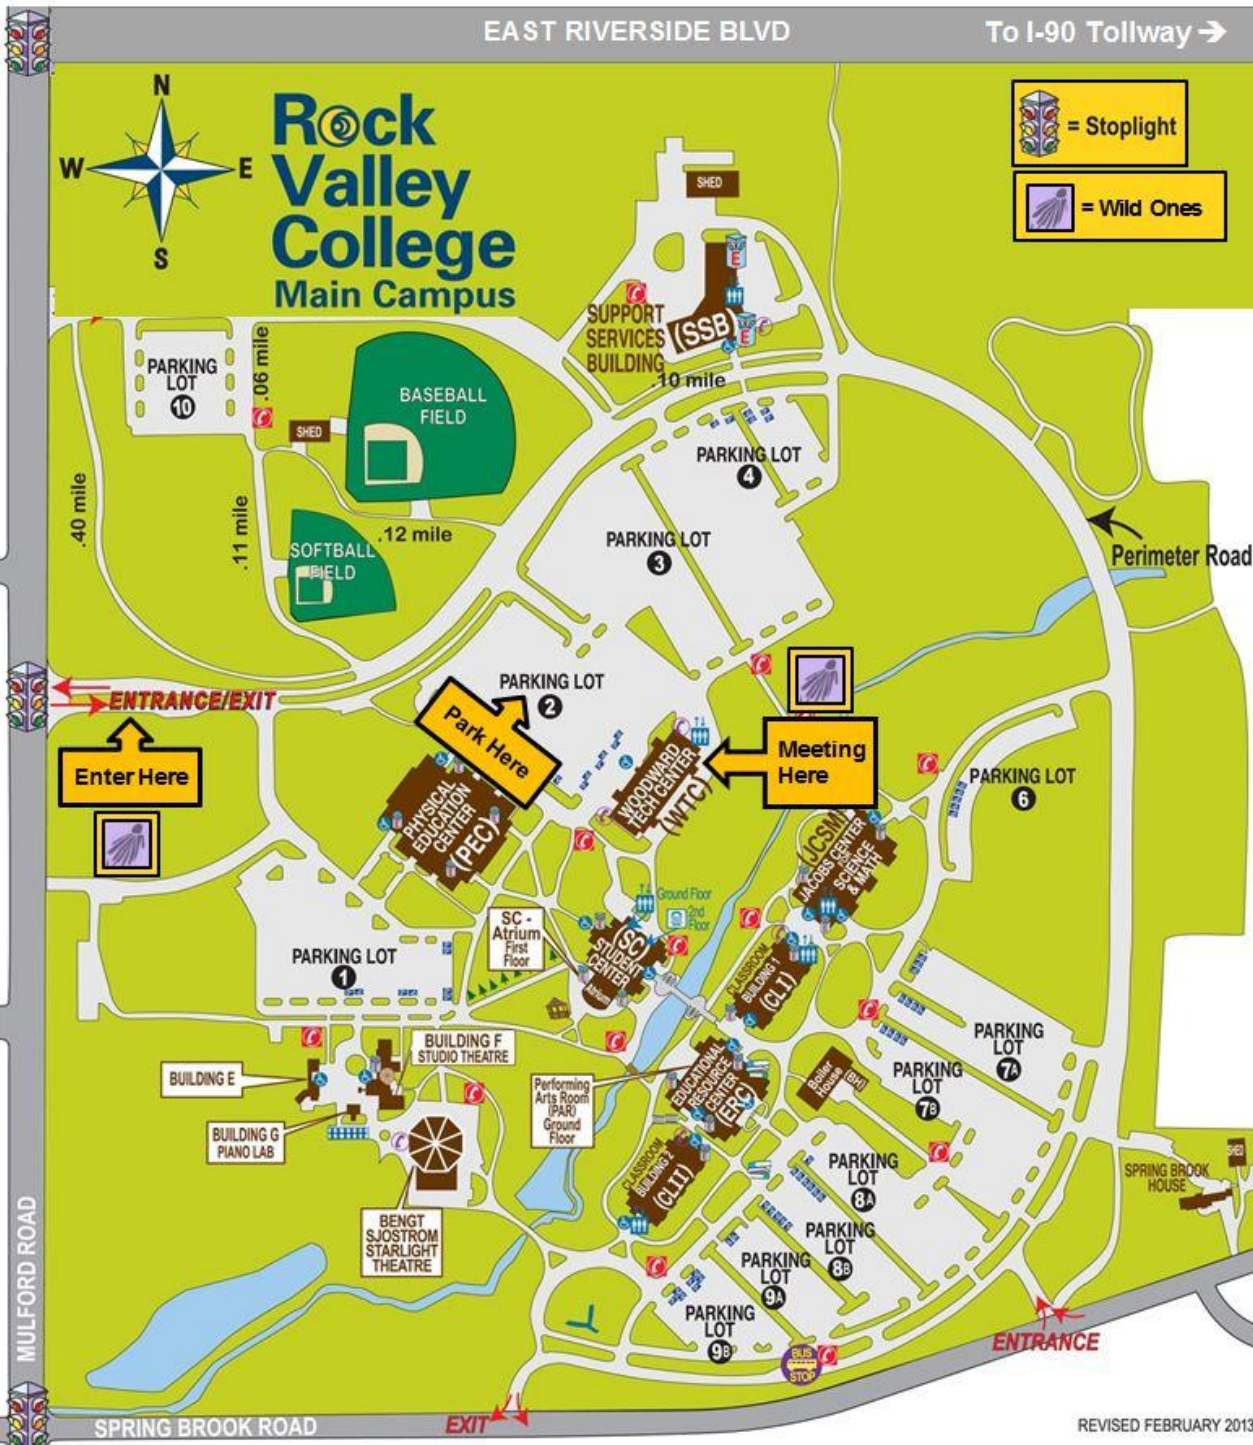 EAST RIVERSIDE BLVD
To I-90 Tollway →
N
W
E
S
Rock
Valley
College
Main Campus
= Stoplight
= Wild Ones
SHED
E
E
SUPPORT
SERVICES
BUILDING
(SSB)
.10 mile
PARKING
LOT
10
.06 mile
SHED
BASEBALL
FIELD
.40 mile
.11 mile
.12 mile
SOFTBALL
FIELD
PARKING LOT
4
PARKING LOT
3
Perimeter Road
ENTRANCE/EXIT
Enter Here
PARKING LOT
2
Park Here
Meeting
Here
WOODWARD
TECH CENTER
(WTC)
PHYSICAL
EDUCATION
CENTER
(PEC)
PARKING LOT
6
(JCSM)
JACOBS CENTER
FOR
SCIENCE
& MATH
Ground Floor
2nd
Floor
SC -
Atrium
First
Floor
(SC)
STUDENT
CENTER
Atrium
PARKING LOT
1
CLASSROOM
BUILDING 1
(CLI)
BUILDING F
STUDIO THEATRE
BUILDING E
BUILDING G
PIANO LAB
Performing
Arts Room
(PAR)
Ground
Floor
EDUCATIONAL
RESOURCE
CENTER
(ERC)
Boiler
House
(BH)
PARKING
LOT
7A
PARKING
LOT
7B
CLASSROOM
BUILDING 2
(CLII)
PARKING
LOT
8A
PARKING
LOT
8B
PARKING
LOT
9A
PARKING
LOT
9B
SHED
SPRING BROOK
HOUSE
BENGT
SJOSTROM
STARLIGHT
THEATRE
MULFORD ROAD
BUS
STOP
ENTRANCE
EXIT
SPRING BROOK ROAD
REVISED FEBRUARY 2013